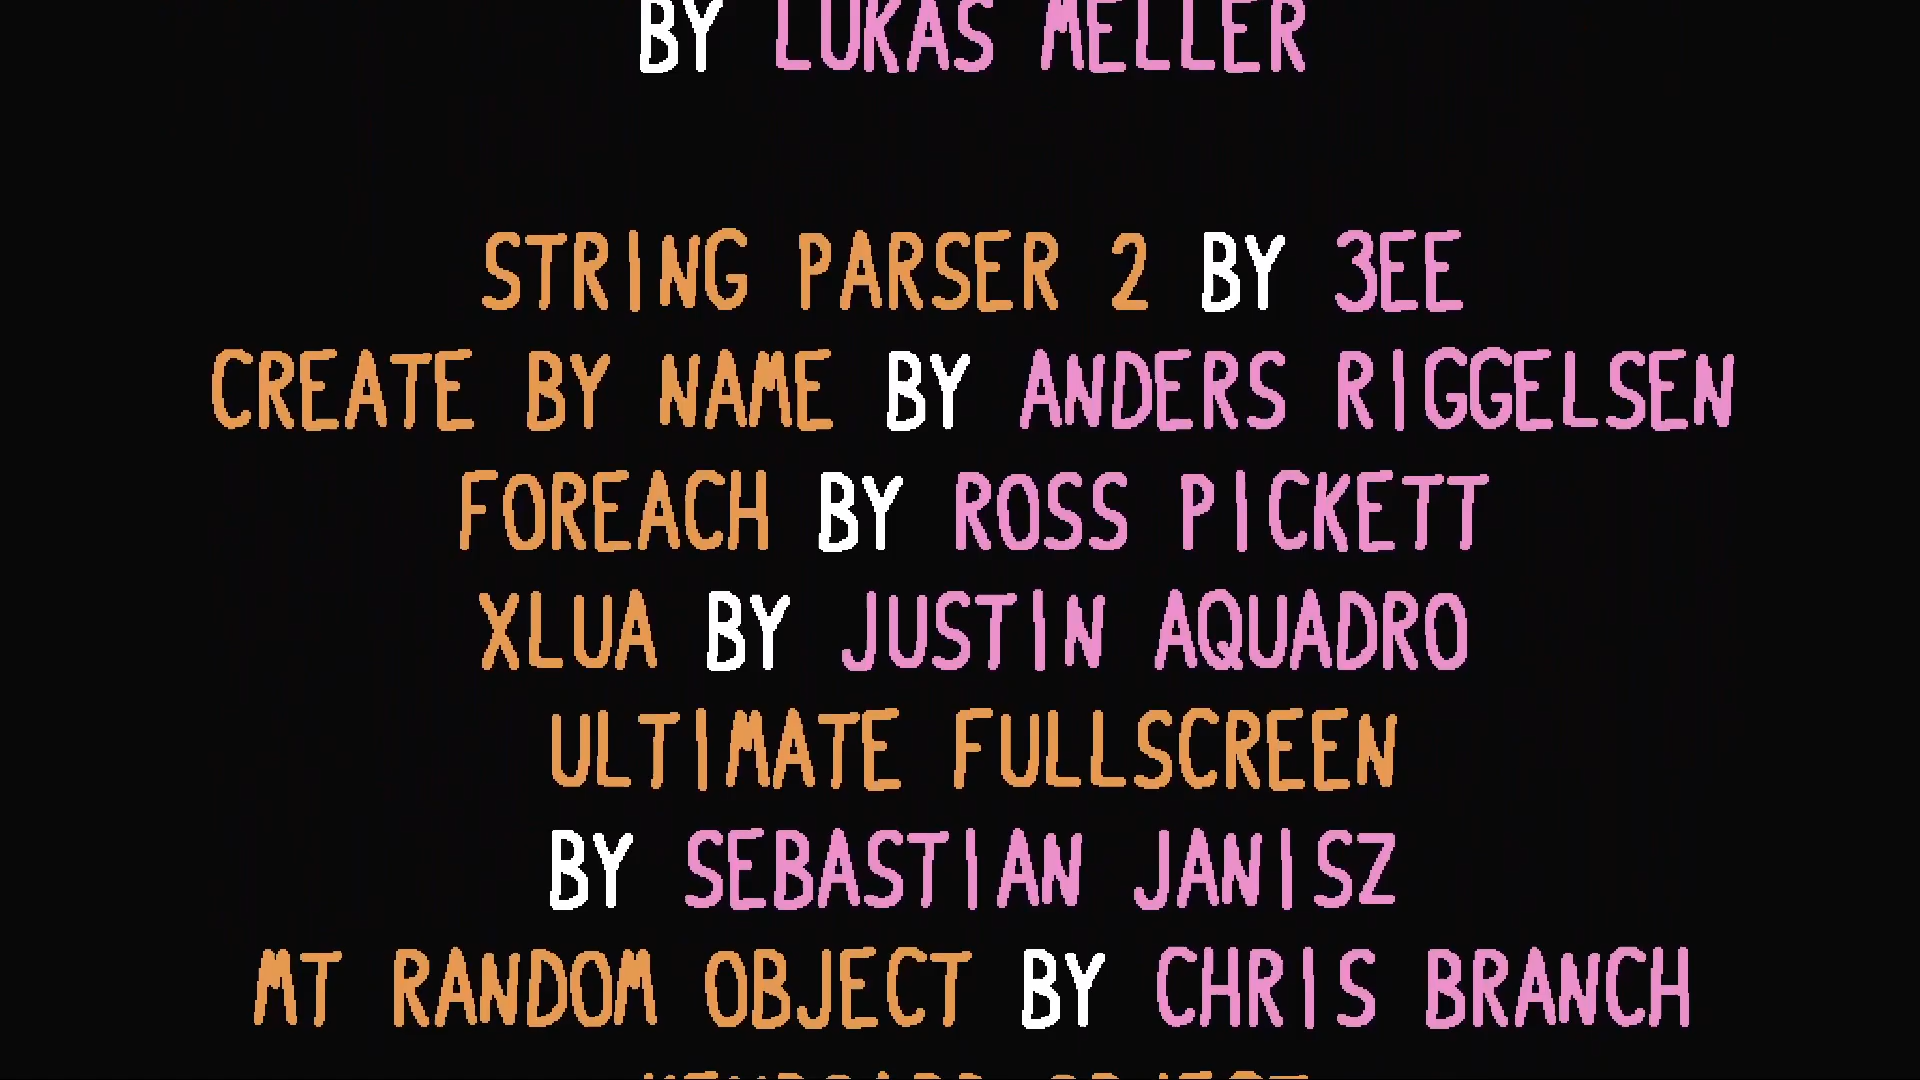 BY LUKAS MELLER
STRING PARSER 2 BY 3EE
CREATE BY NAME BY ANDERS RIGGELSEN
FOREACH BY ROSS PICKETT
XLUA BY JUSTIN AQUADRO
ULTIMATE FULLSCREEN
BY SEBASTIAN JANISZ
MT RANDOM OBJECT BY CHRIS BRANCH